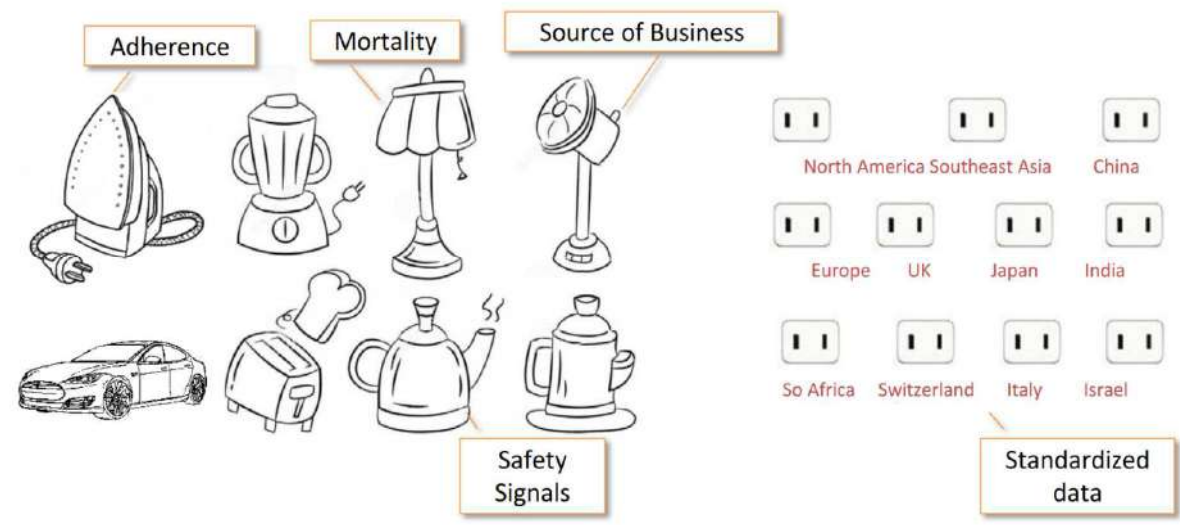 Adherence
Mortality
Source of Business
North America Southeast Asia China
Europe UK Japan India
So Africa Switzerland Italy Israel
Safety
Signals
Standardized
data